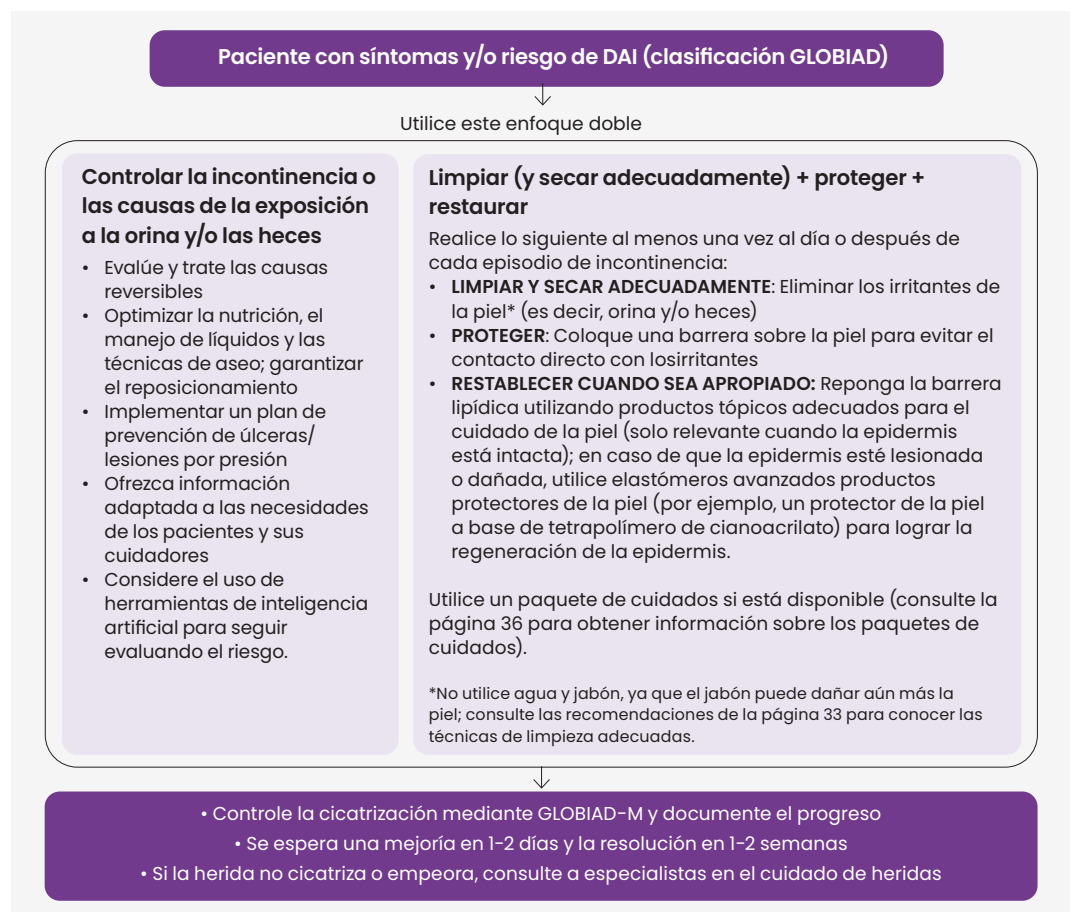 Paciente con síntomas y/o riesgo de DAI (clasificación GLOBIAD)
Utilice este enfoque doble
Controlar la incontinencia o
las causas de la exposición
a la orina y/o las heces
• Evalúe y trate las causas
reversibles
• Optimizar la nutrición, el
manejo de líquidos y las
técnicas de aseo; garantizar
el reposicionamiento
• Implementar un plan de
prevención de úlceras/
lesiones por presión
• Ofrezca información
adaptada a las necesidades
de los pacientes y sus
cuidadores
• Considere el uso de
herramientas de inteligencia
artificial para seguir
evaluando el riesgo.
Limpiar (y secar adecuadamente) + proteger +
restaurar
Realice lo siguiente al menos una vez al día o después de
cada episodio de incontinencia:
• LIMPIAR Y SECAR ADECUADAMENTE: Eliminar los irritantes de
la piel* (es decir, orina y/o heces)
• PROTEGER: Coloque una barrera sobre la piel para evitar el
contacto directo con losirritantes
• RESTABLECER CUANDO SEA APROPIADO: Reponga la barrera
lipídica utilizando productos tópicos adecuados para el
cuidado de la piel (solo relevante cuando la epidermis
está intacta); en caso de que la epidermis esté lesionada
o dañada, utilice elastómeros avanzados productos
protectores de la piel (por ejemplo, un protector de la piel
a base de tetrapolímero de cianoacrilato) para lograr la
regeneración de la epidermis.
Utilice un paquete de cuidados si está disponible (consulte la
página 36 para obtener información sobre los paquetes de
cuidados).
*No utilice agua y jabón, ya que el jabón puede dañar aún más la
piel; consulte las recomendaciones de la página 33 para conocer las
técnicas de limpieza adecuadas.
• Controle la cicatrización mediante GLOBIAD-M y documente el progreso
• Se espera una mejoría en 1-2 días y la resolución en 1-2 semanas
• Si la herida no cicatriza o empeora, consulte a especialistas en el cuidado de heridas